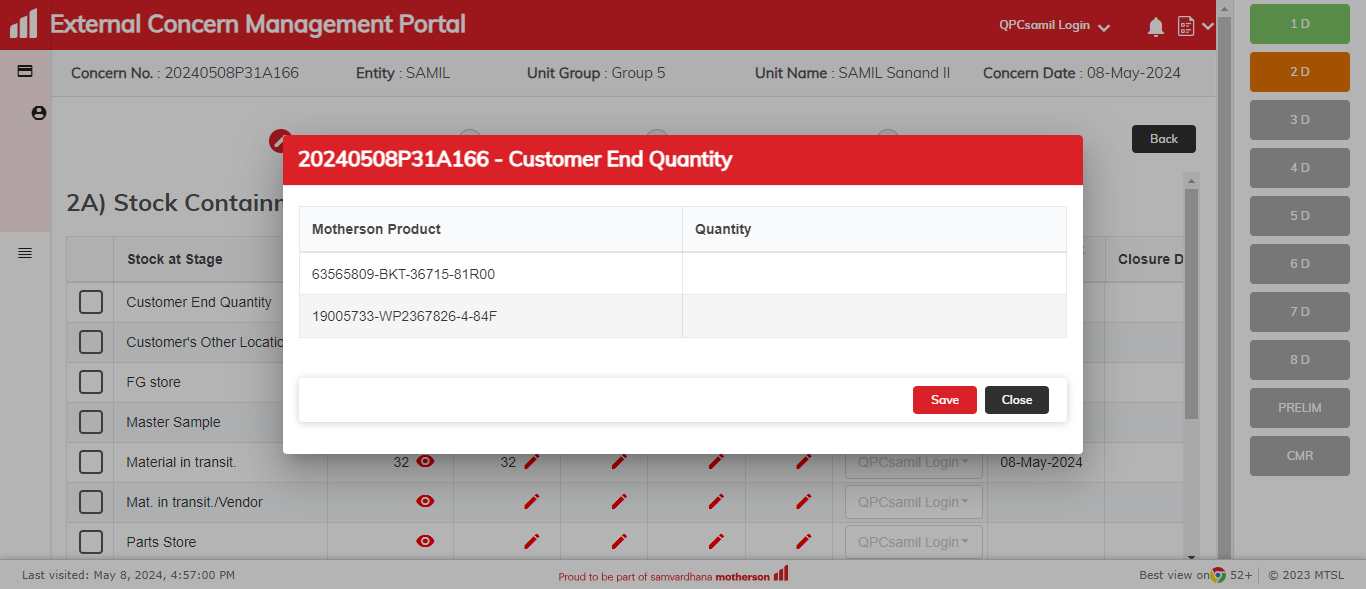 External Concern Management Portal
QPCsamil Login
Concern No. : 20240508P31A166 Entity : SAMIL Unit Group : Group 5 Unit Name : SAMIL Sanand II Concern Date : 08-May-2024
Back
20240508P31A166 - Customer End Quantity
2A) Stock
Motherson Product Quantity
63565809-BKT-36715-81R00
19005733-WP2367826-4-84F
Save Close
Stock at Stage Closure
Customer End Quantity
Customer's Other
FG store
Master Sample
Material in transit. 32 32 QPCsamil Login 08-May-2024
Mat. in transit./Vendor QPCsamil Login
Parts Store QPCsamil Login
1 D
2 D
3 D
4 D
5 D
6 D
7 D
8 D
PRELIM
CMR
Last visited: May 8, 2024, 4:57:00 PM Proud to be part of samvardhana motherson Best view on 52+ © 2023 MTSL